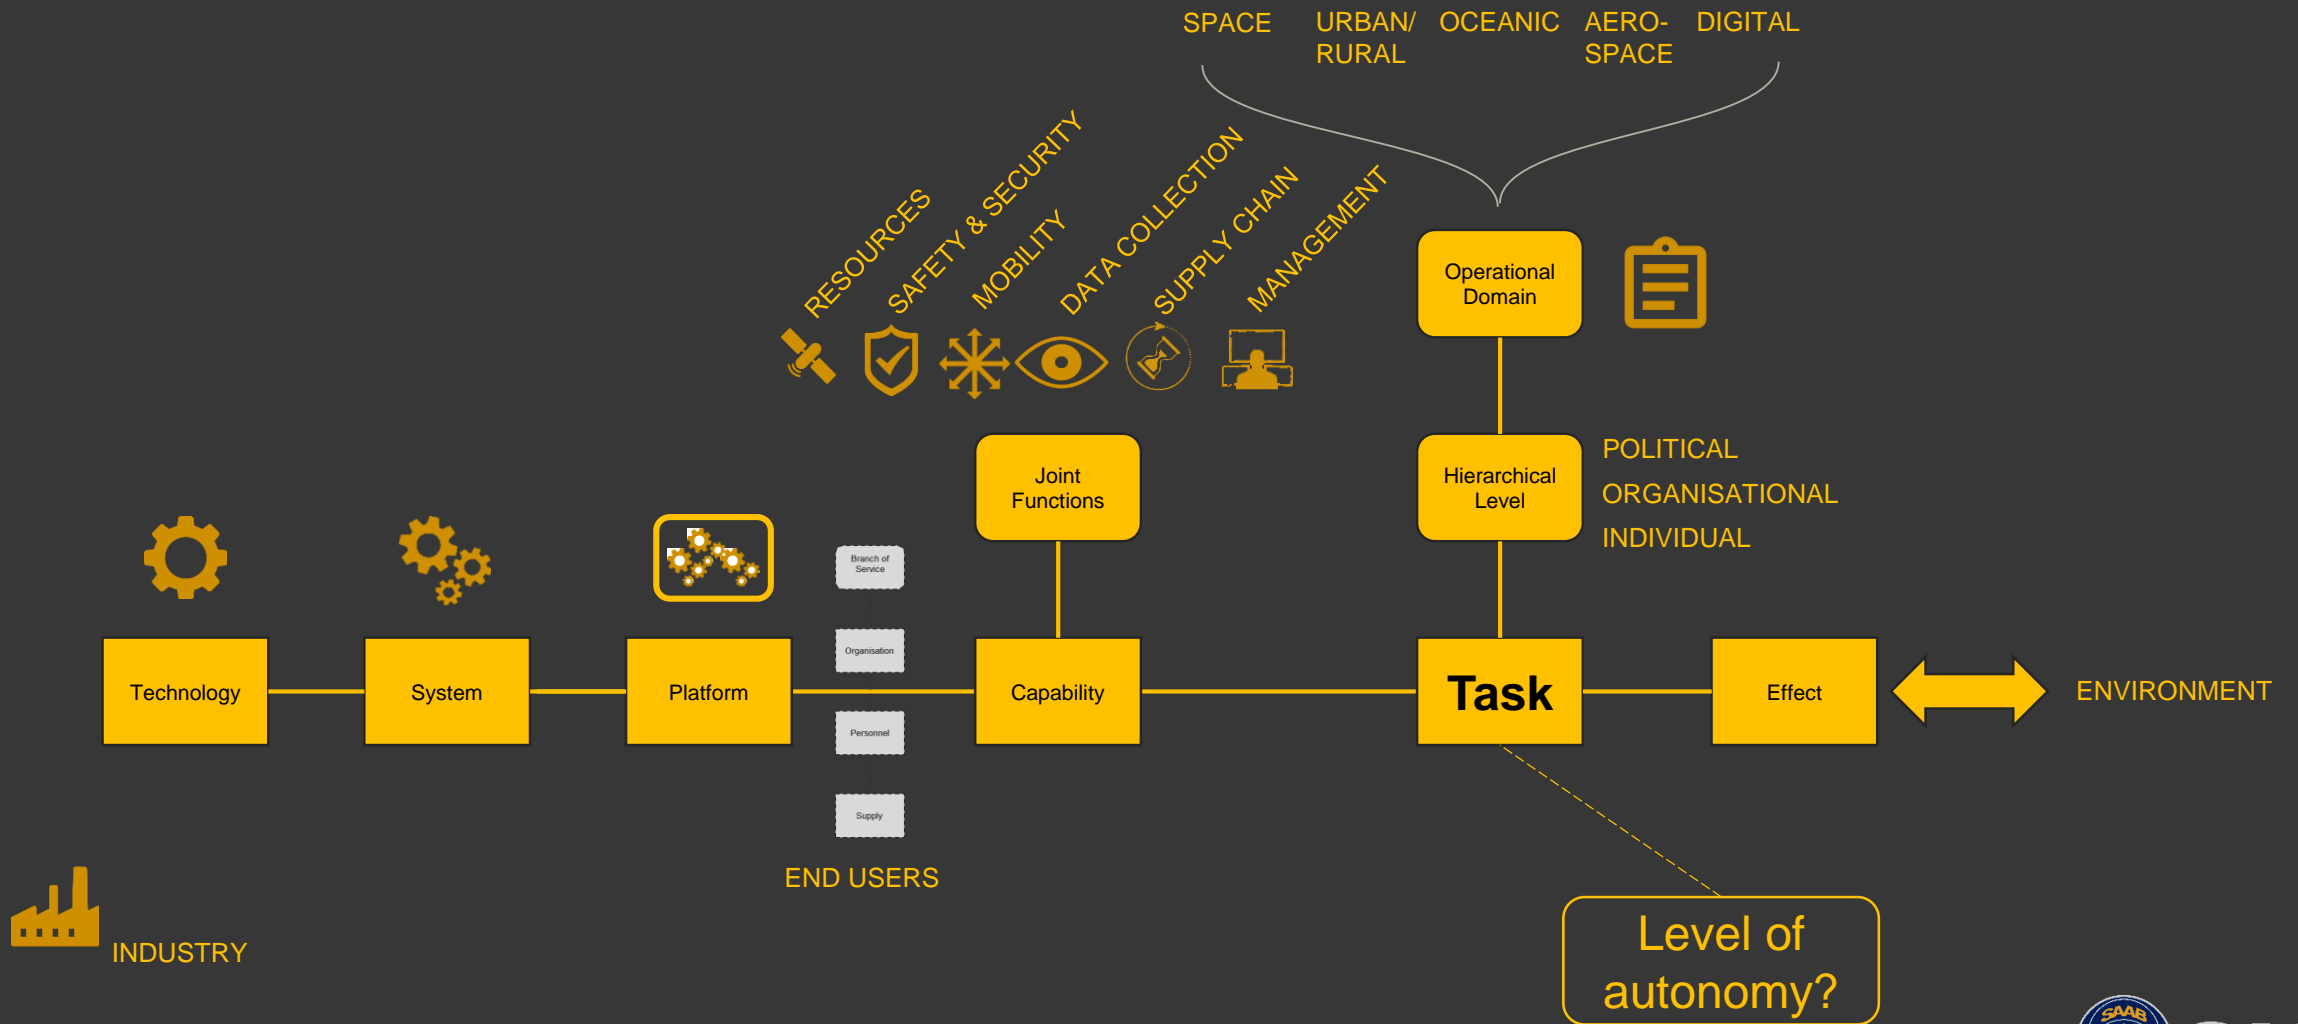 SPACE
URBAN/
RURAL
OCEANIC
AERO-
SPACE
DIGITAL
RESOURCES
SAFETY & SECURITY
MOBILITY
DATA COLLECTION
SUPPLY CHAIN
MANAGEMENT
Operational
Domain
Joint
Functions
Hierarchical
Level
POLITICAL
ORGANISATIONAL
INDIVIDUAL
Branch of
Service
Organisation
Technology
System
Platform
Capability
Task
Effect
ENVIRONMENT
Personnel
Supply
END USERS
INDUSTRY
Level of
autonomy?
SAAB